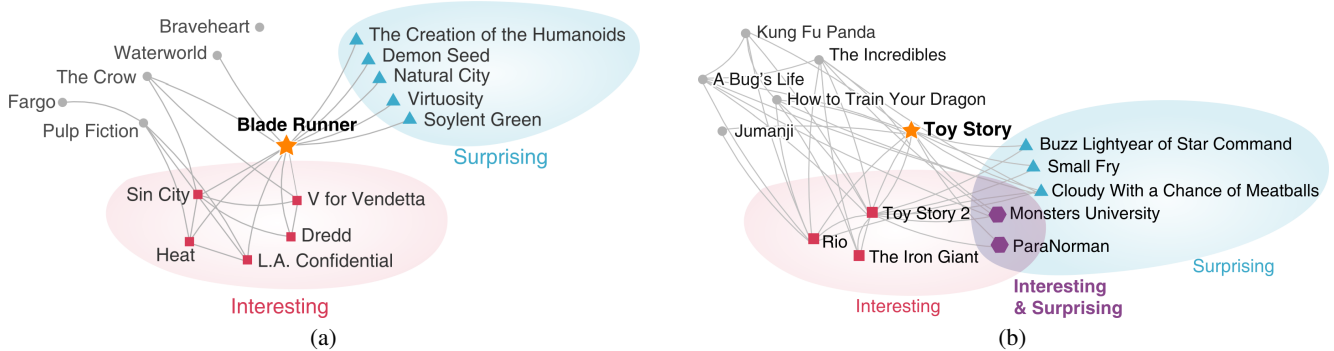 Braveheart
Waterworld
The Crow
Fargo
Pulp Fiction
Blade Runner
The Creation of the Humanoids
Demon Seed
Natural City
Virtuosity
Soylent Green
Surprising
Sin City
V for Vendetta
Dredd
Heat
L.A. Confidential
Interesting
(a)
Kung Fu Panda
The Incredibles
A Bug's Life
How to Train Your Dragon
Jumanji
Toy Story
Buzz Lightyear of Star Command
Small Fry
Cloudy With a Chance of Meatballs
Toy Story 2
Monsters University
Rio
ParaNorman
The Iron Giant
Surprising
Interesting
Interesting
& Surprising
(b)